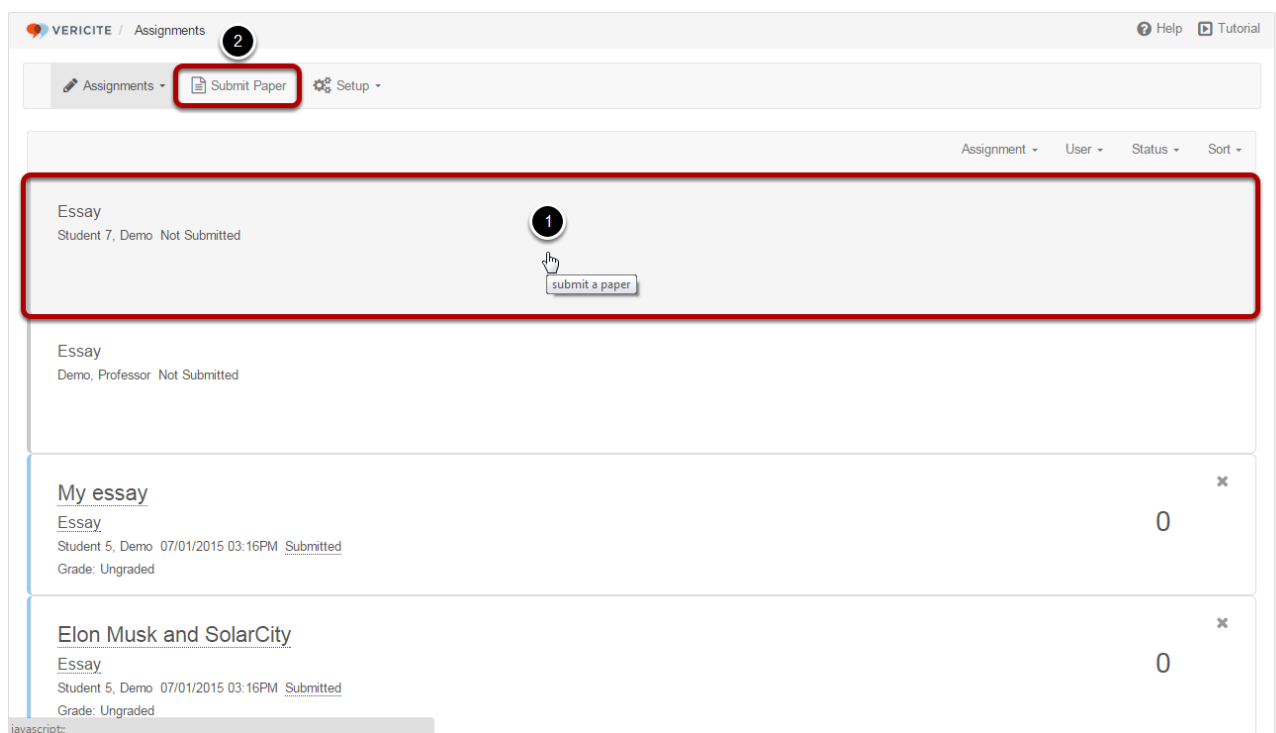 VERICITE / Assignments
Help Tutorial
2
Assignments Submit Paper Setup
Assignment User Status Sort
Essay
Student 7, Demo Not Submitted
1
submit a paper
Essay
Demo, Professor Not Submitted
My essay
Essay
0
Student 5, Demo 07/01/2015 03:16PM Submitted
Grade: Ungraded
Elon Musk and SolarCity
Essay
0
Student 5, Demo 07/01/2015 03:16PM Submitted
Grade: Ungraded
javascript:;